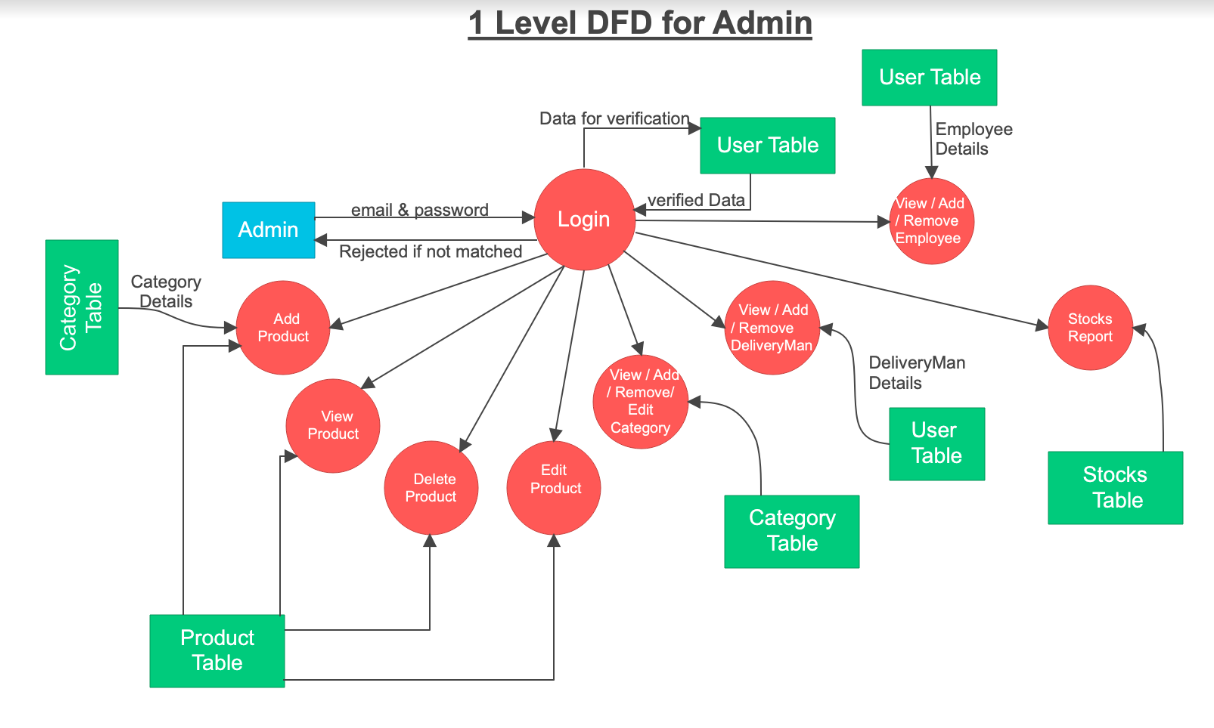 1 Level DFD for Admin
User Table
Data for verification
User Table
Employee
Details
verified Data
View / Add
/ Remove
Employee
email & password
Login
Admin
Rejected if not matched
Category
Table
Category
Details
Add
Product
View / Add
/ Remove
DeliveryMan
Stocks
Report
DeliveryMan
Details
View / Add
/ Remove/
Edit
Category
View
Product
User
Table
Delete
Product
Edit
Product
Stocks
Table
Category
Table
Product
Table